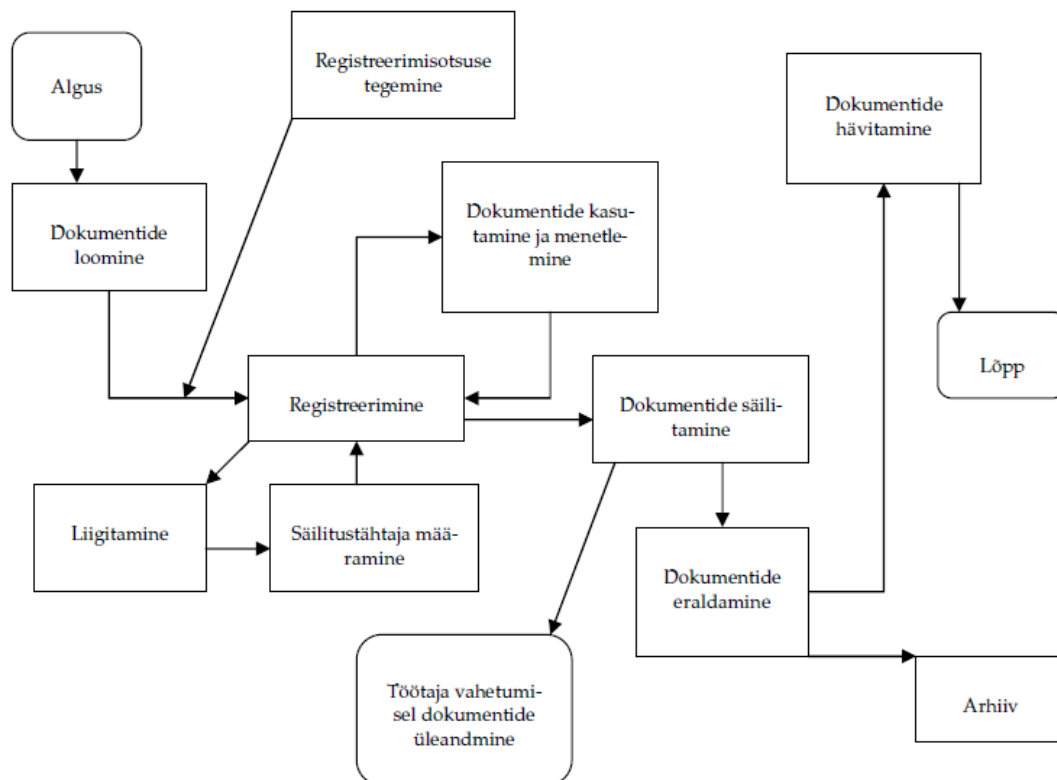 Algus
Registreerimisotsuse
tegemine
Dokumentide
hävitamine
Dokumentide
loomine
Dokumentide kasu-
tamine ja menetle-
mine
Lõpp
Registreerimine
Dokumentide säili-
tamine
Liigitamine
Säilitustähtaja mää-
ramine
Dokumentide
eraldamine
Töötaja vahetumi-
sel dokumentide
üleandmine
Arhiiv